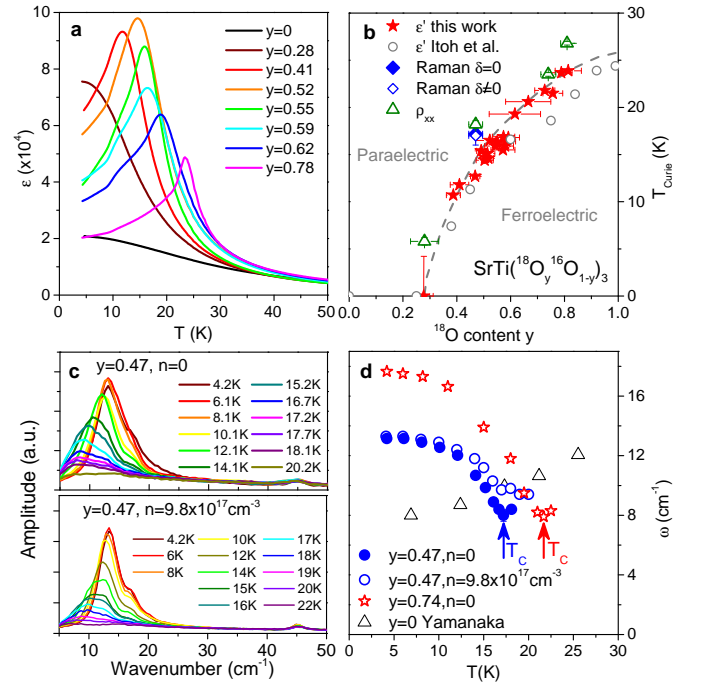 a
y=0
y=0.28
y=0.41
y=0.52
y=0.55
y=0.59
y=0.62
y=0.78
ε (x10⁴)
10
8
6
4
2
0
0 10 20 30 40 50
T (K)
b
ε' this work
ε' Itoh et al.
Raman δ=0
Raman δ≠0
ρxx
Paraelectric
Ferroelectric
SrTi(¹⁸Oy¹⁶O1-y)3
30
20
10
0
T Curie (K)
0.0 0.2 0.4 0.6 0.8 1.0
¹⁸O content y
c
y=0.47, n=0
4.2K 15.2K
6.1K 16.7K
8.1K 17.2K
10.1K 17.7K
12.1K 18.1K
14.1K 20.2K
Amplitude (a.u.)
y=0.47, n=9.8x10¹⁷cm⁻³
4.2K 10K 17K
6K 12K 18K
8K 14K 19K
15K 20K
16K 22K
10 20 30 40 50
Wavenumber (cm⁻¹)
d
16
12
8
4
0
ω (cm⁻¹)
TC
TC
y=0.47,n=0
y=0.47,n=9.8x10¹⁷cm⁻³
y=0.74,n=0
y=0 Yamanaka
0 5 10 15 20 25 30
T(K)